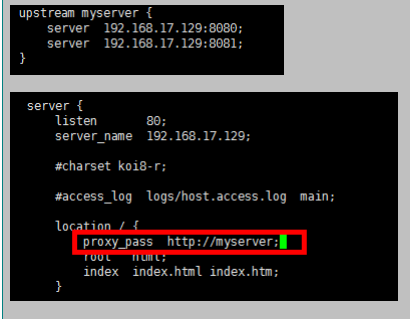 upstream myserver {
server 192.168.17.129:8080;
server 192.168.17.129:8081;
}
server {
listen 80;
server_name 192.168.17.129;
#charset koi8-r;
#access_log logs/host.access.log main;
location / {
proxy_pass http://myserver;
root html;
index index.html index.htm;
}